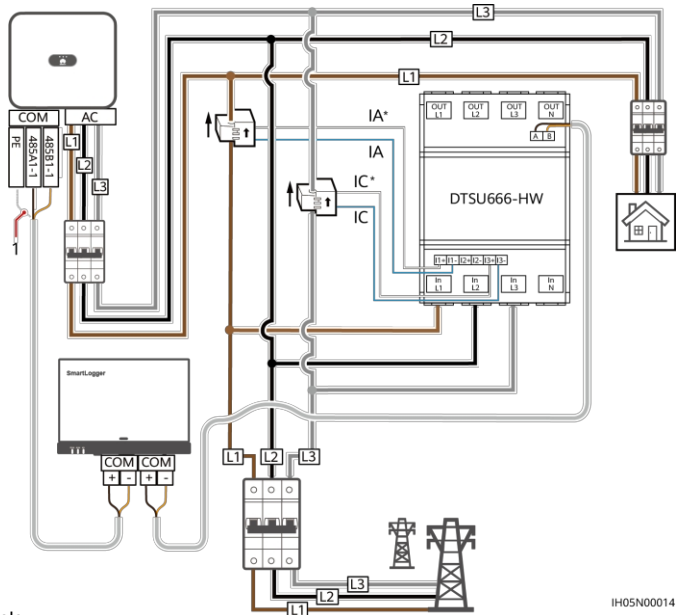 L3
L2
L1
COM
AC
PE
485A1-1
485B1-1
L1
L2
L3
1
IA*
IA
IC*
IC
OUT L1
OUT L2
OUT L3
OUT N
A B
DTSU666-HW
I1+ I1- I2+ I2- I3+ I3-
In L1
In L2
In L3
In N
SmartLogger
COM COM
+ - + -
L1 L2 L3
L3
L2
L1
IH05N00014